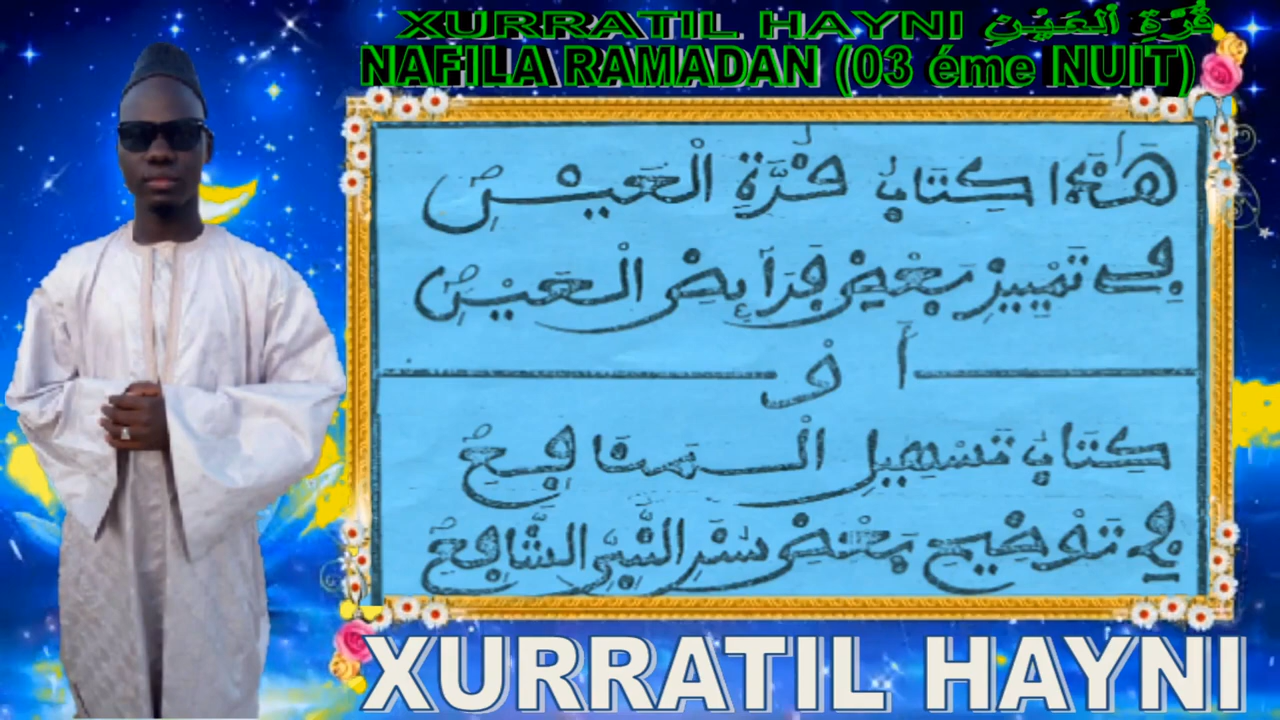 XURRATIL HAYNI قُرَّةِ ٱلعَيْنِ
NAFILA RAMADAN (03 éme NUIT)
هَٰذَا كِتَابُ فُرَّةِ الْعَيْنِ
فِي تَمْيِيزِ بَعْضِ فَرَآئِضِ الْعَيْنِ
أَوْ
كِتَابُ تَسْهِيلِ الْمَنَافِعِ
فِي تَوْضِيحِ بَعْضِ سُنَنِ النَّبِيِّ الشَّافِعِ
XURRATIL HAYNI